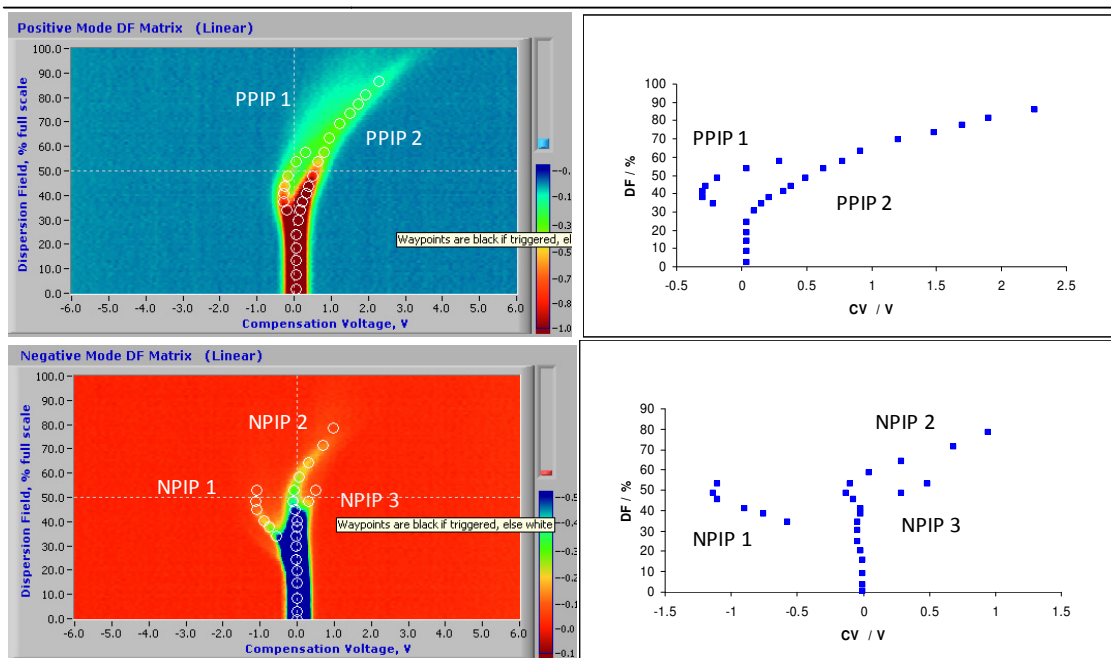 Positive Mode DF Matrix (Linear)
Dispersion Field, % full scale
100.0
90.0
80.0
70.0
60.0
50.0
40.0
30.0
20.0
10.0
0.0
-6.0 -5.0 -4.0 -3.0 -2.0 -1.0 0.0 1.0 2.0 3.0 4.0 5.0 6.0
Compensation Voltage, V
PPIP 1
PPIP 2
Waypoints are black if triggered, els
-0.3
-0.5
-0.8
-1.0
DF / %
100
90
80
70
60
50
40
30
20
10
0
-0.5 0 0.5 1 1.5 2 2.5
CV / V
PPIP 1
PPIP 2
Negative Mode DF Matrix (Linear)
Dispersion Field, % full scale
100.0
90.0
80.0
70.0
60.0
50.0
40.0
30.0
20.0
10.0
0.0
-6.0 -5.0 -4.0 -3.0 -2.0 -1.0 0.0 1.0 2.0 3.0 4.0 5.0 6.0
Compensation Voltage, V
NPIP 2
NPIP 1
NPIP 3
Waypoints are black if triggered, else white
-0.5
-0.4
-0.3
-0.2
-0.1
-0.0
-0.1
DF / %
90
80
70
60
50
40
30
20
10
0
-1.5 -1 -0.5 0 0.5 1 1.5
CV / V
NPIP 2
NPIP 3
NPIP 1